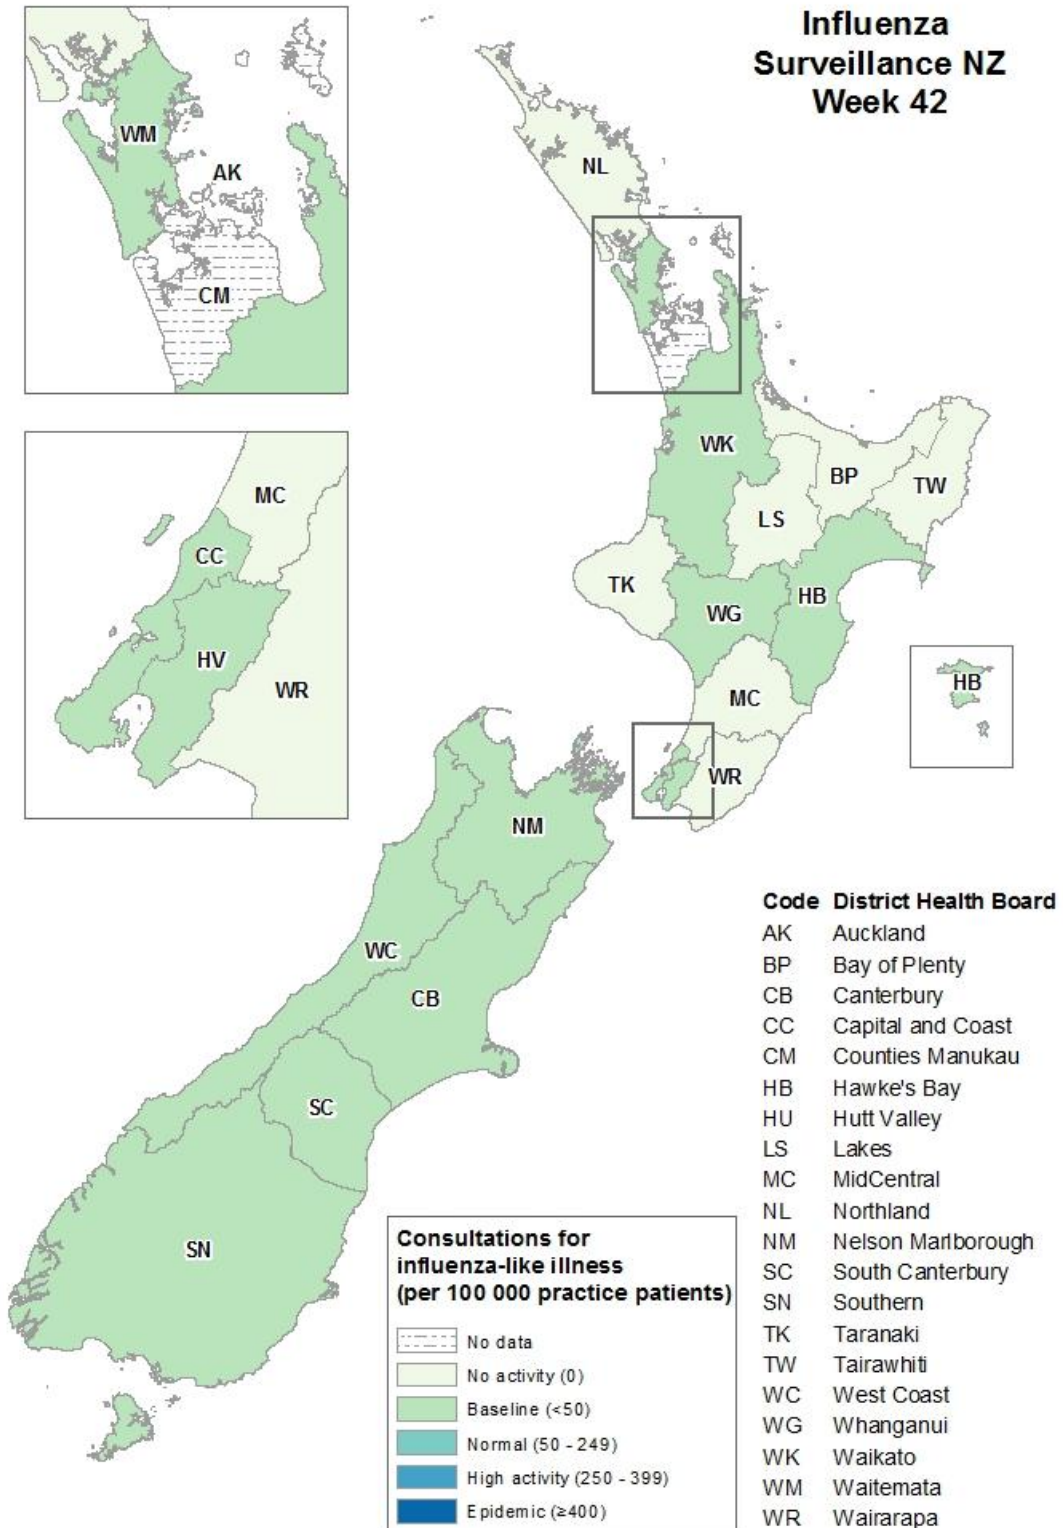 Influenza
Surveillance NZ
Week 42
WM
AK
CM
MC
CC
HV
WR
NL
WK
BP
TW
LS
TK
HB
WG
MC
WR
HB
NM
WC
CB
SC
SN
Code District Health Board
AK Auckland
BP Bay of Plenty
CB Canterbury
CC Capital and Coast
CM Counties Manukau
HB Hawke's Bay
HU Hutt Valley
LS Lakes
MC MidCentral
NL Northland
NM Nelson Marlborough
SC South Canterbury
SN Southern
TK Taranaki
TW Tairawhiti
WC West Coast
WG Whanganui
WK Waikato
WM Waitemata
WR Wairarapa
Consultations for
influenza-like illness
(per 100 000 practice patients)
No data
No activity (0)
Baseline (<50)
Normal (50 - 249)
High activity (250 - 399)
Epidemic (≥400)